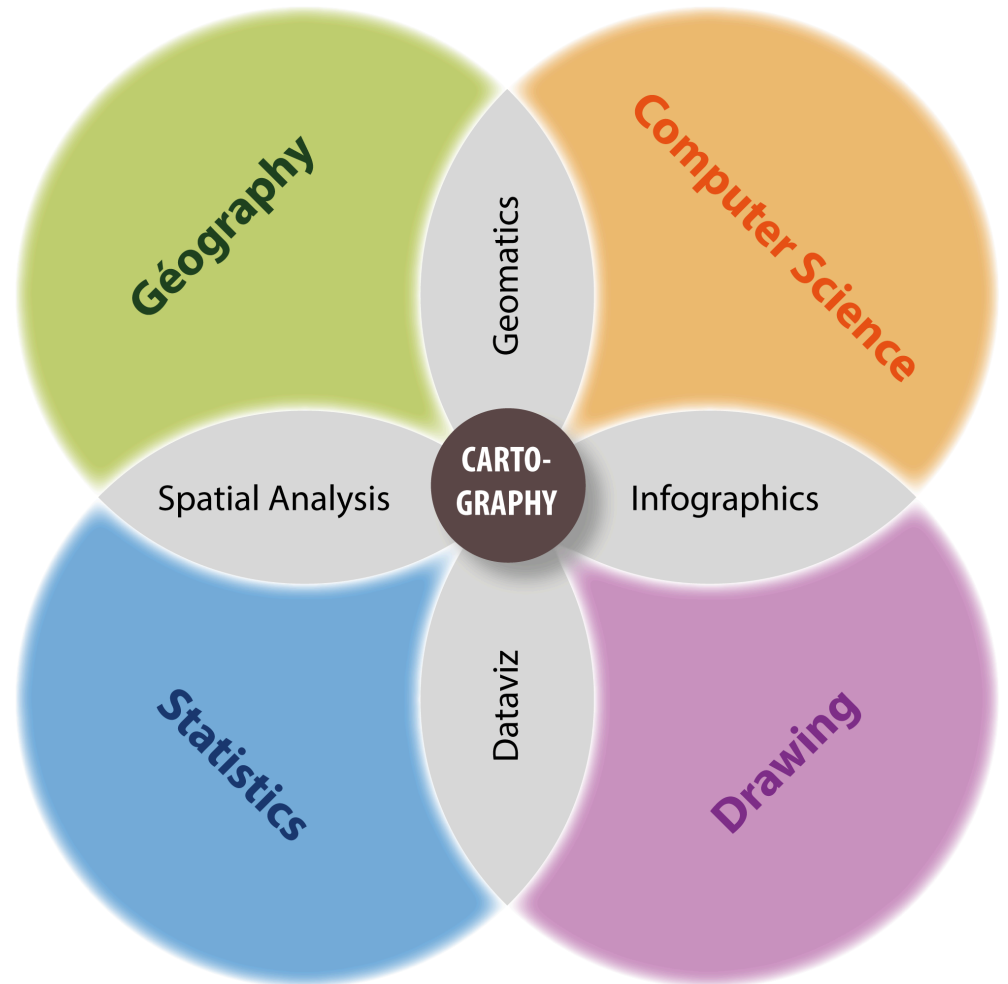 Géography
Computer Science
Geomatics
CARTO-
GRAPHY
Spatial Analysis
Infographics
Dataviz
Statistics
Drawing